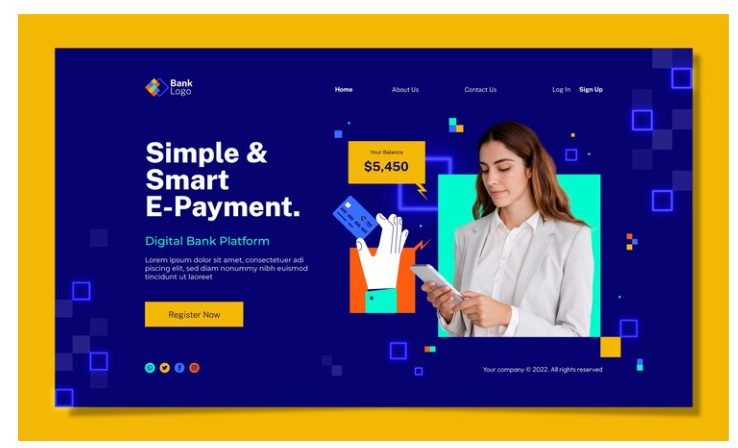 Bank
Logo
Home
About Us
Contact Us
Log In
Sign Up
Simple &
Smart
E-Payment.
Your Balance
$5,450
Digital Bank Platform
Lorem ipsum dolor sit amet, consectetuer adi
piscing elit, sed diam nonummy nibh euismod
tincidunt ut laoreet
Register Now
Your company © 2022. All rights reserved